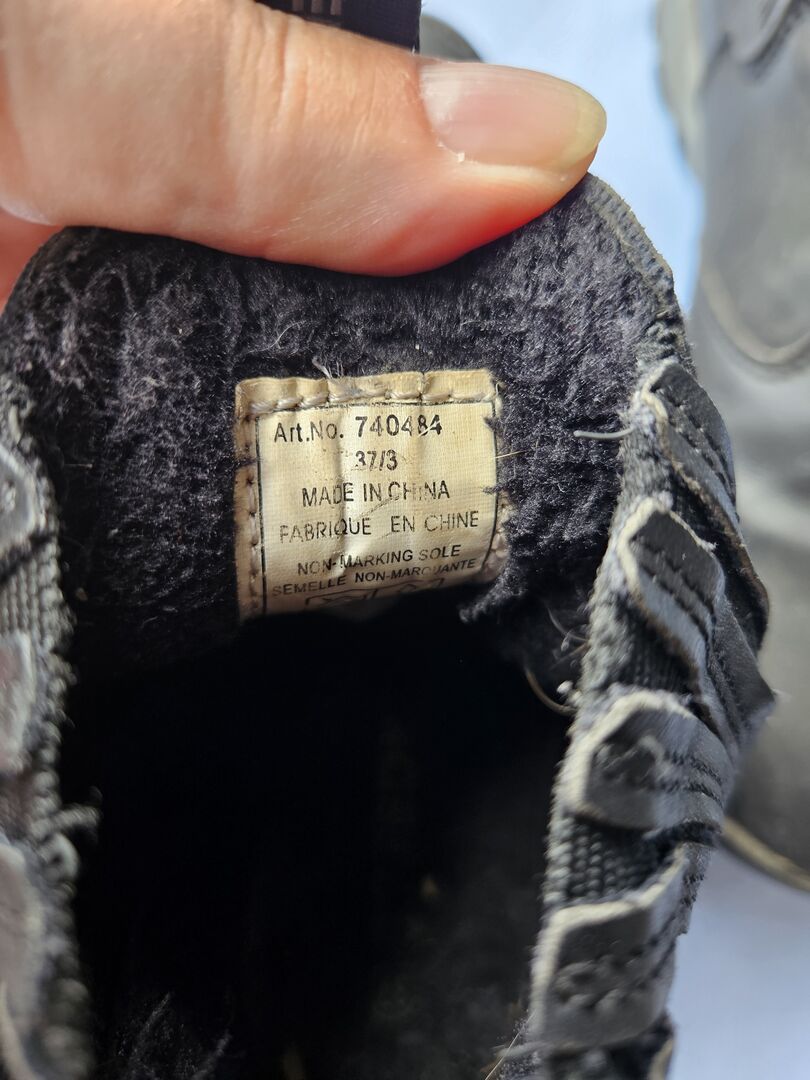 Art.No. 740484
37/3
MADE IN CHINA
FABRIQUE EN CHINE
NON-MARKING SOLE
SEMELLE NON-MARQUANTE